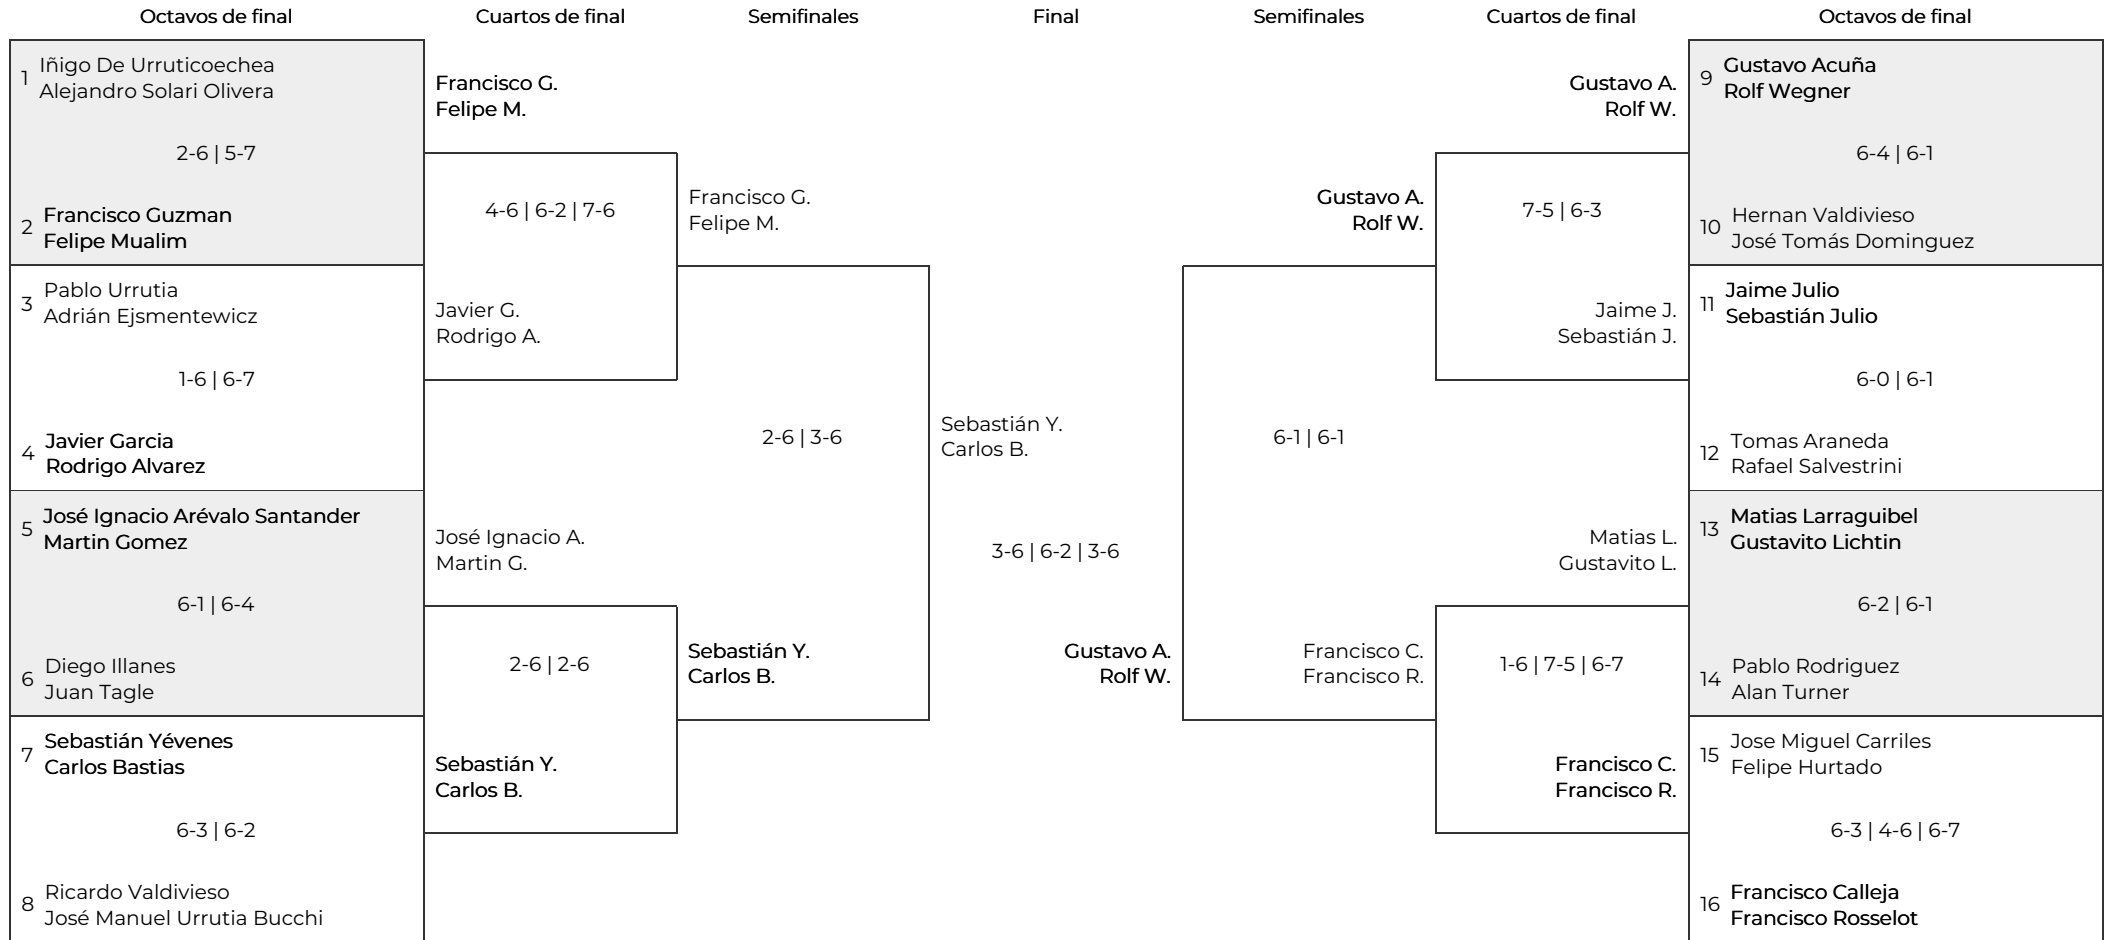 Octavos de final
Cuartos de final
Semifinales
Final
Semifinales
Cuartos de final
Octavos de final
1
Iñigo De Urruticoechea
Alejandro Solari Olivera
2-6 | 5-7
2
Francisco Guzman
Felipe Mualim
3
Pablo Urrutia
Adrián Ejsmentewicz
1-6 | 6-7
4
Javier Garcia
Rodrigo Alvarez
5
José Ignacio Arévalo Santander
Martin Gomez
6-1 | 6-4
6
Diego Illanes
Juan Tagle
7
Sebastián Yévenes
Carlos Bastias
6-3 | 6-2
8
Ricardo Valdivieso
José Manuel Urrutia Bucchi
Francisco G.
Felipe M.
4-6 | 6-2 | 7-6
Javier G.
Rodrigo A.
José Ignacio A.
Martin G.
2-6 | 2-6
Sebastián Y.
Carlos B.
Francisco G.
Felipe M.
2-6 | 3-6
Sebastián Y.
Carlos B.
Sebastián Y.
Carlos B.
3-6 | 6-2 | 3-6
Gustavo A.
Rolf W.
Gustavo A.
Rolf W.
6-1 | 6-1
Francisco C.
Francisco R.
Gustavo A.
Rolf W.
7-5 | 6-3
Jaime J.
Sebastián J.
Matias L.
Gustavito L.
1-6 | 7-5 | 6-7
Francisco C.
Francisco R.
9
Gustavo Acuña
Rolf Wegner
6-4 | 6-1
10
Hernan Valdivieso
José Tomás Dominguez
11
Jaime Julio
Sebastián Julio
6-0 | 6-1
12
Tomas Araneda
Rafael Salvestrini
13
Matias Larraguibel
Gustavito Lichtin
6-2 | 6-1
14
Pablo Rodriguez
Alan Turner
15
Jose Miguel Carriles
Felipe Hurtado
6-3 | 4-6 | 6-7
16
Francisco Calleja
Francisco Rosselot